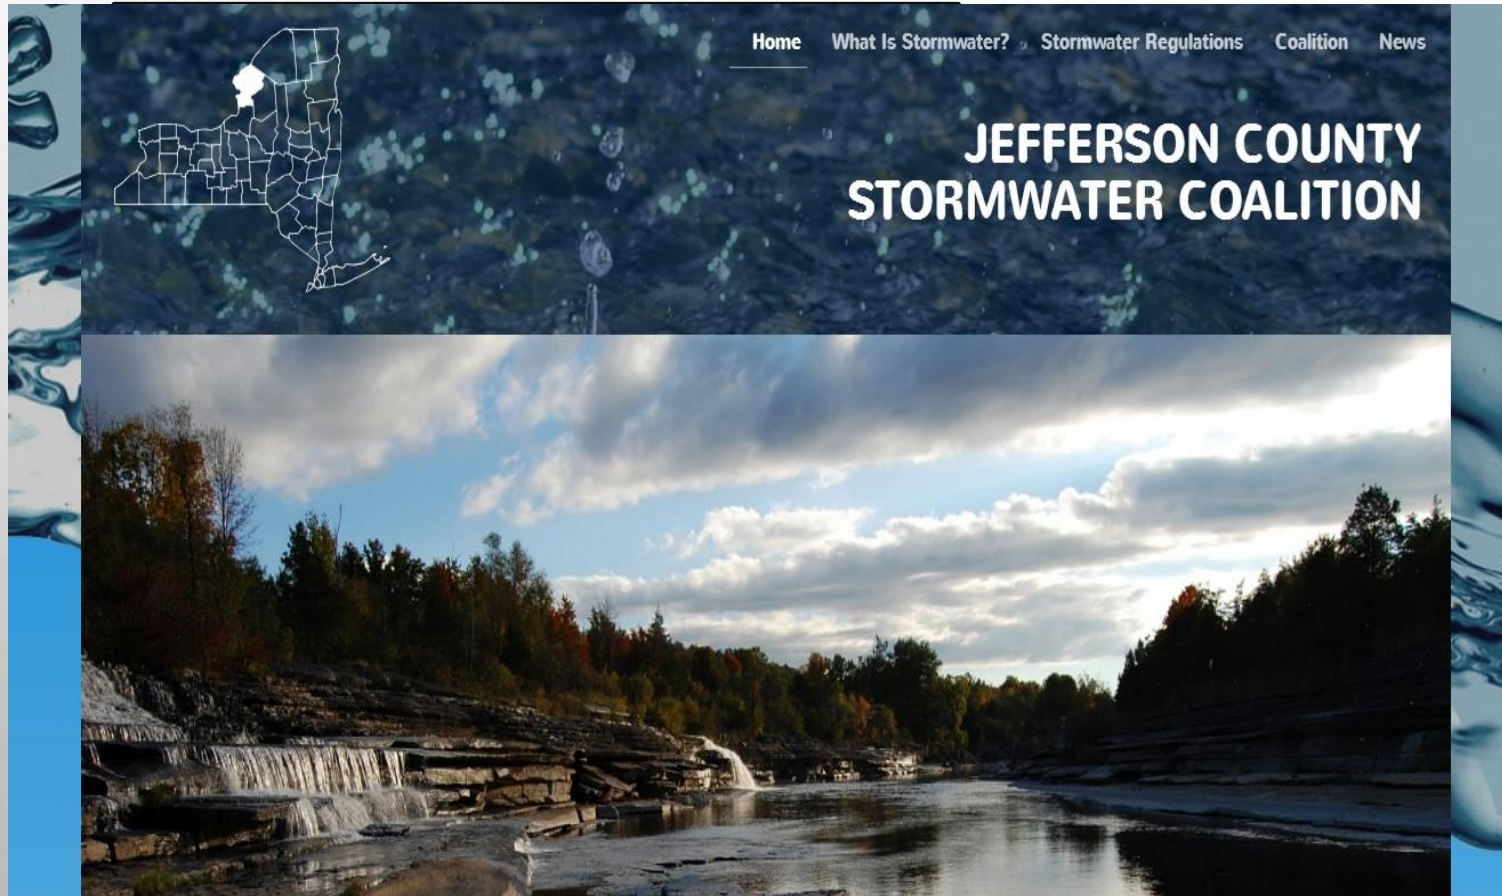 Home What Is Stormwater? Stormwater Regulations Coalition News
JEFFERSON COUNTY
STORMWATER COALITION